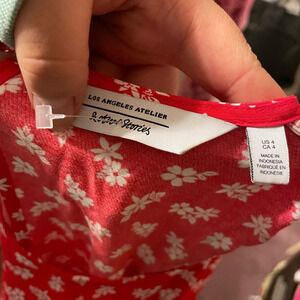 LOS ANGELES ATELIER
& Other Stories
US 4
CA 4
MADE IN
INDONESIA
FABRIQUÉ EN
INDONÉSIE